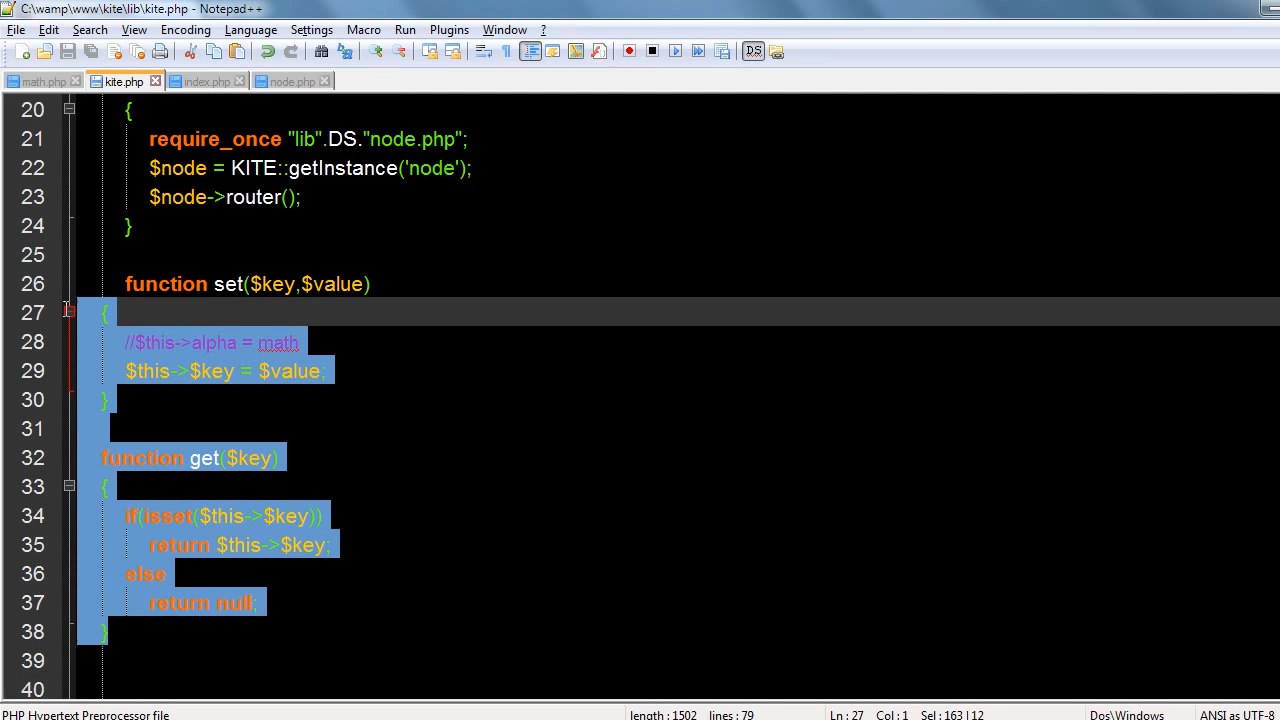 C:\wamp\www\kite\lib\kite.php - Notepad++
File Edit Search View Encoding Language Settings Macro Run Plugins Window ?
math.php kite.php index.php node.php
20 {
21 require_once "lib".DS."node.php";
22 $node = KITE::getInstance('node');
23 $node->router();
24 }
25
26 function set($key,$value)
27 {
28 //$this->alpha = math
29 $this->$key = $value;
30 }
31
32 function get($key)
33 {
34 if(isset($this->$key))
35 return $this->$key;
36 else
37 return null;
38 }
39
40
PHP Hypertext Preprocessor file length : 1502 lines : 79 Ln : 27 Col : 1 Sel : 163 | 12 Dos\Windows ANSI as UTF-8